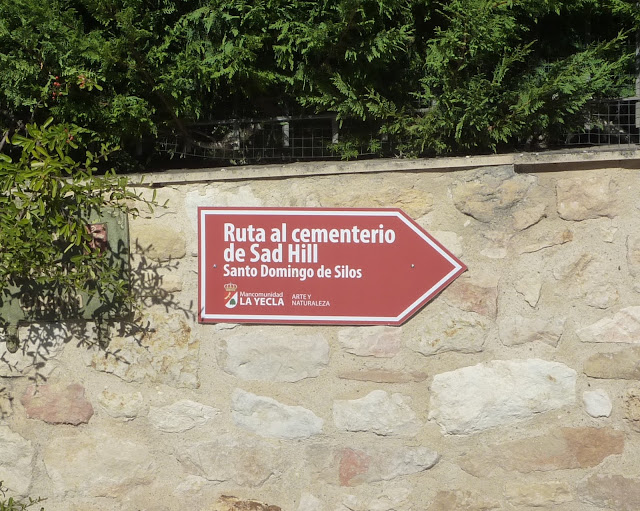 Ruta al cementerio
de Sad Hill
Santo Domingo de Silos
Mancomunidad
LA YECLA
ARTE Y
NATURALEZA